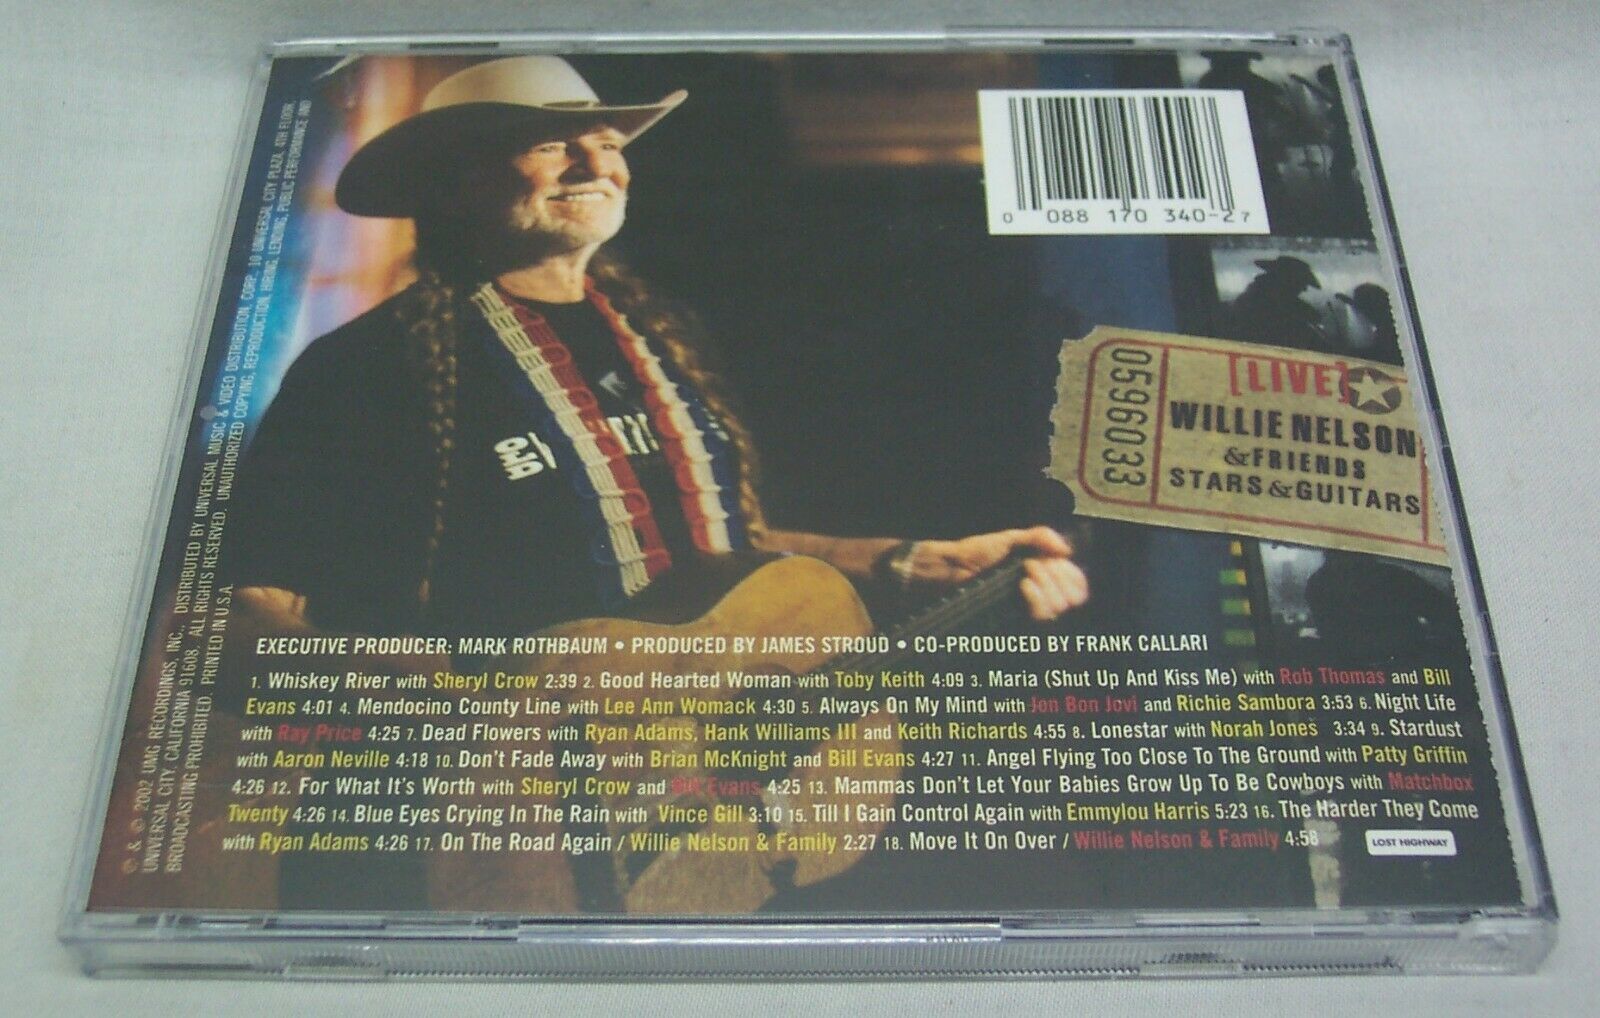 0 088 170 340-2 7
[LIVE]
WILLIE NELSON
& FRIENDS
STARS & GUITARS
0596033
EXECUTIVE PRODUCER: MARK ROTHBAUM • PRODUCED BY JAMES STROUD • CO-PRODUCED BY FRANK CALLARI
1. Whiskey River with Sheryl Crow 2:39 2. Good Hearted Woman with Toby Keith 4:09 3. Maria (Shut Up And Kiss Me) with Rob Thomas and Bill
Evans 4:01 4. Mendocino County Line with Lee Ann Womack 4:30 5. Always On My Mind with Jon Bon Jovi and Richie Sambora 3:53 6. Night Life
with Ray Price 4:25 7. Dead Flowers with Ryan Adams, Hank Williams III and Keith Richards 4:55 8. Lonestar with Norah Jones 3:34 9. Stardust
with Aaron Neville 4:18 10. Don't Fade Away with Brian McKnight and Bill Evans 4:27 11. Angel Flying Too Close To The Ground with Patty Griffin
4:26 12. For What It's Worth with Sheryl Crow and Bill Evans 4:25 13. Mammas Don't Let Your Babies Grow Up To Be Cowboys with Matchbox
Twenty 4:26 14. Blue Eyes Crying In The Rain with Vince Gill 3:10 15. Till I Gain Control Again with Emmylou Harris 5:23 16. The Harder They Come
with Ryan Adams 4:26 17. On The Road Again / Willie Nelson & Family 2:27 18. Move It On Over / Willie Nelson & Family 4:58
LOST HIGHWAY
℗ & © 2002 UMG RECORDINGS, INC., DISTRIBUTED BY UNIVERSAL MUSIC & VIDEO DISTRIBUTION, CORP., 10 UNIVERSAL CITY PLAZA, 4TH FLOOR,
UNIVERSAL CITY, CALIFORNIA 91608. ALL RIGHTS RESERVED. UNAUTHORIZED COPYING, REPRODUCTION, HIRING, LENDING, PUBLIC PERFORMANCE AND
BROADCASTING PROHIBITED. PRINTED IN U.S.A.